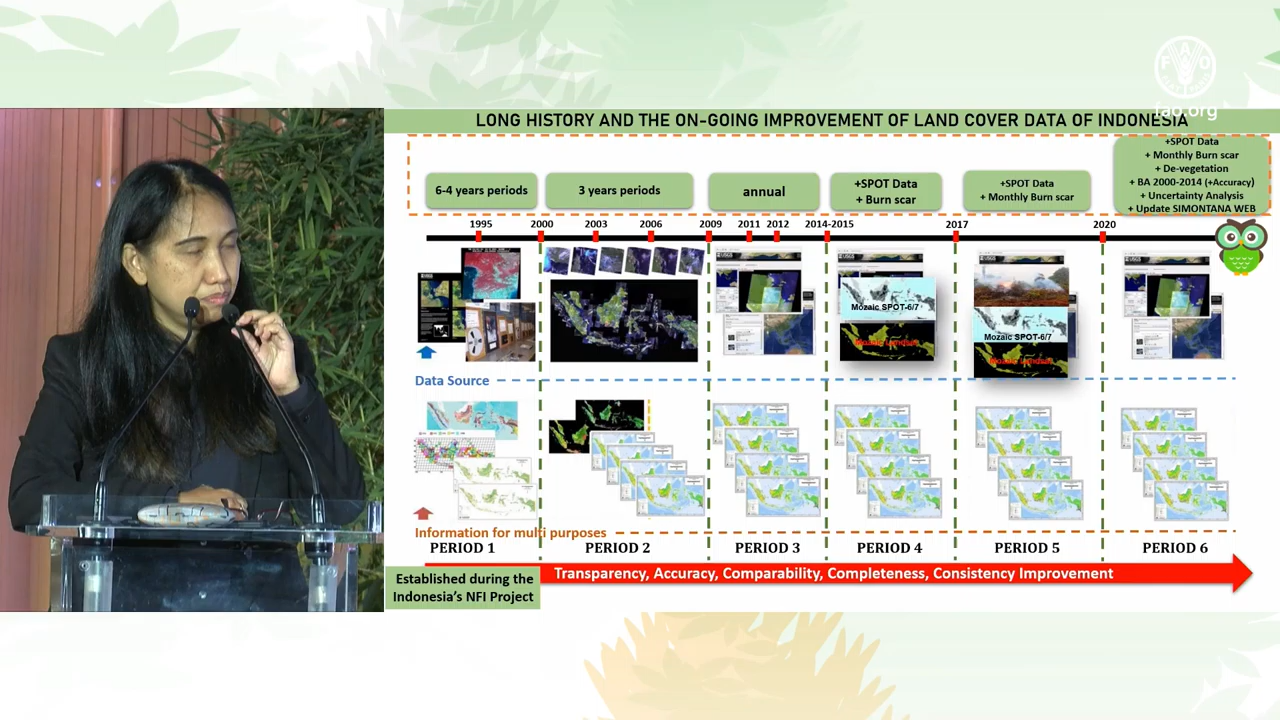 FAO
fao.org
LONG HISTORY AND THE ON-GOING IMPROVEMENT OF LAND COVER DATA OF INDONESIA
6-4 years periods
3 years periods
annual
+SPOT Data
+ Burn scar
+SPOT Data
+ Monthly Burn scar
+SPOT Data
+ Monthly Burn scar
+ De-vegetation
+ BA 2000-2014 (+Accuracy)
+ Uncertainty Analysis
+ Update SIMONTANA WEB
1995 2000 2003 2006 2009 2011 2012 2014-2015 2017 2020
Mozaic SPOT-6/7
Mozaic Landsat
Mozaic SPOT-6/7
Mozaic Landsat
Data Source
Information for multi purposes
PERIOD 1 PERIOD 2 PERIOD 3 PERIOD 4 PERIOD 5 PERIOD 6
Established during the
Indonesia's NFI Project
Transparency, Accuracy, Comparability, Completeness, Consistency Improvement